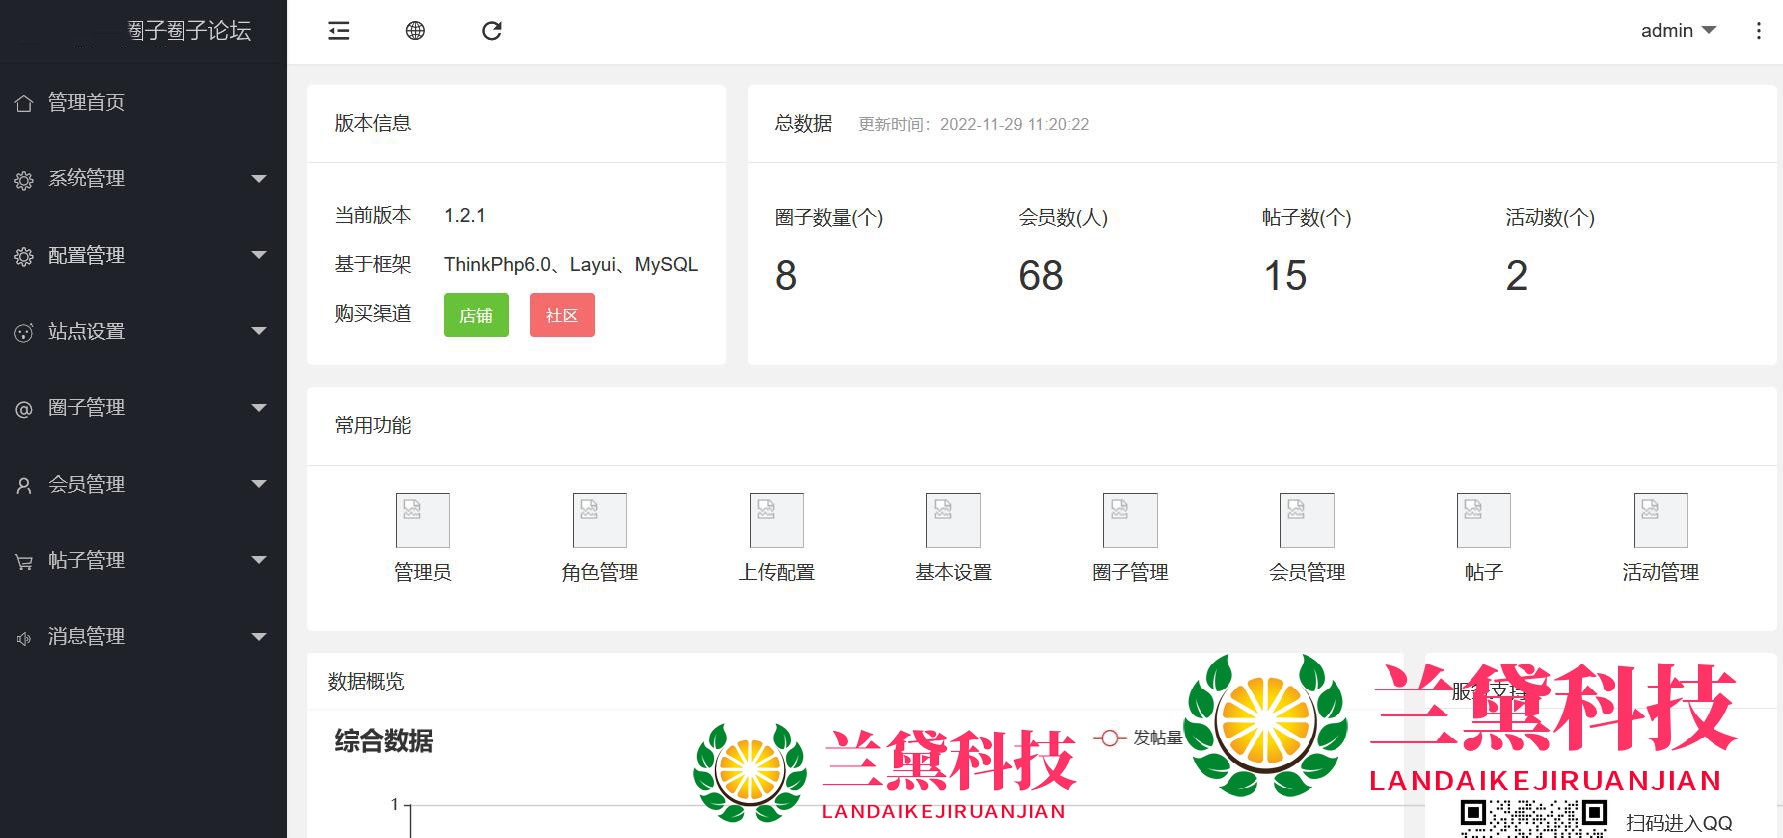 圈子圈子论坛
admin
管理首页
系统管理
配置管理
站点设置
圈子管理
会员管理
帖子管理
消息管理
版本信息
当前版本 1.2.1
基于框架 ThinkPhp6.0、Layui、MySQL
购买渠道 店铺 社区
总数据 更新时间：2022-11-29 11:20:22
圈子数量(个) 会员数(人) 帖子数(个) 活动数(个)
8 68 15 2
常用功能
管理员 角色管理 上传配置 基本设置 圈子管理 会员管理 帖子 活动管理
数据概览
综合数据
发帖量
1
服务支持
兰黛科技
LANDAIKEJIRUANJIAN
兰黛科技
LANDAIKEJIRUANJIAN
扫码进入QQ